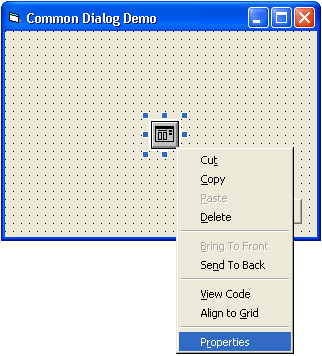 Common Dialog Demo
Cut
Copy
Paste
Delete
Bring To Front
Send To Back
View Code
Align to Grid
Properties